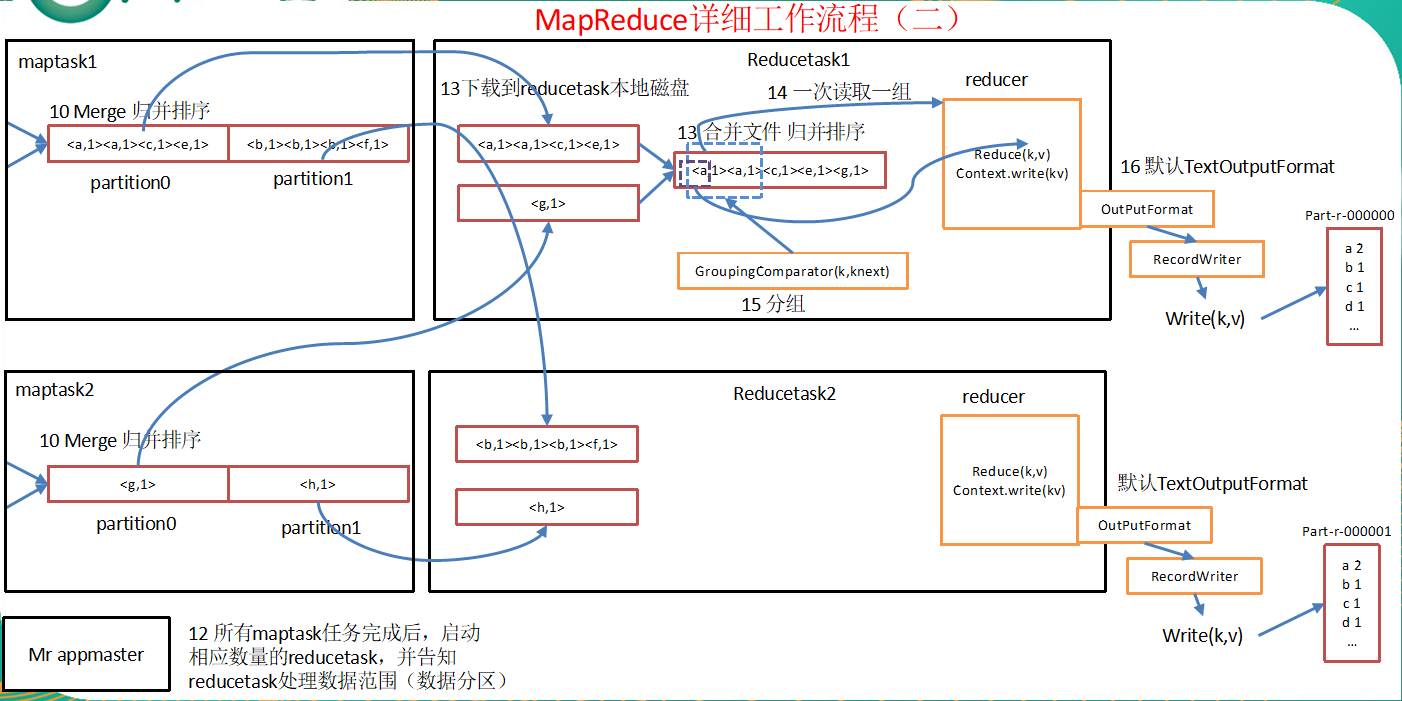 MapReduce详细工作流程（二）
maptask1
10 Merge 归并排序
<a,1><a,1><c,1><e,1>
<b,1><b,1><b,1><f,1>
partition0
partition1
Reducetask1
13下载到reducetask本地磁盘
<a,1><a,1><c,1><e,1>
<g,1>
13 合并文件 归并排序
<a,1><a,1><c,1><e,1><g,1>
14 一次读取一组
GroupingComparator(k,knext)
15 分组
reducer
Reduce(k,v)
Context.write(kv)
16 默认TextOutputFormat
OutPutFormat
RecordWriter
Write(k,v)
Part-r-000000
a 2
b 1
c 1
d 1
...
maptask2
10 Merge 归并排序
<g,1>
<h,1>
partition0
partition1
Reducetask2
<b,1><b,1><b,1><f,1>
<h,1>
reducer
Reduce(k,v)
Context.write(kv)
默认TextOutputFormat
OutPutFormat
RecordWriter
Write(k,v)
Part-r-000001
a 2
b 1
c 1
d 1
...
Mr appmaster
12 所有maptask任务完成后，启动
相应数量的reducetask，并告知
reducetask处理数据范围（数据分区）